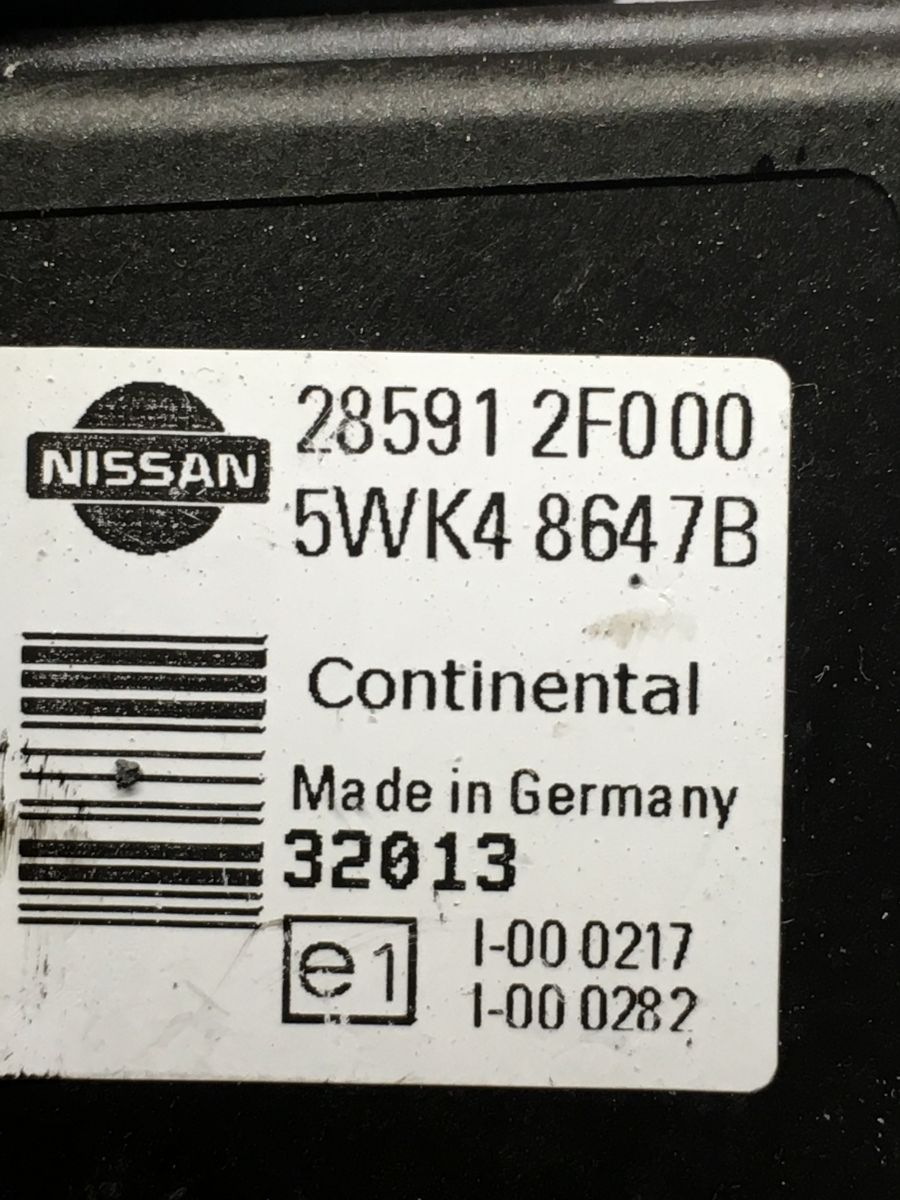 NISSAN
28591 2F000
5WK4 8647B
Continental
Made in Germany
32013
e1
I-00 0217
I-00 0282